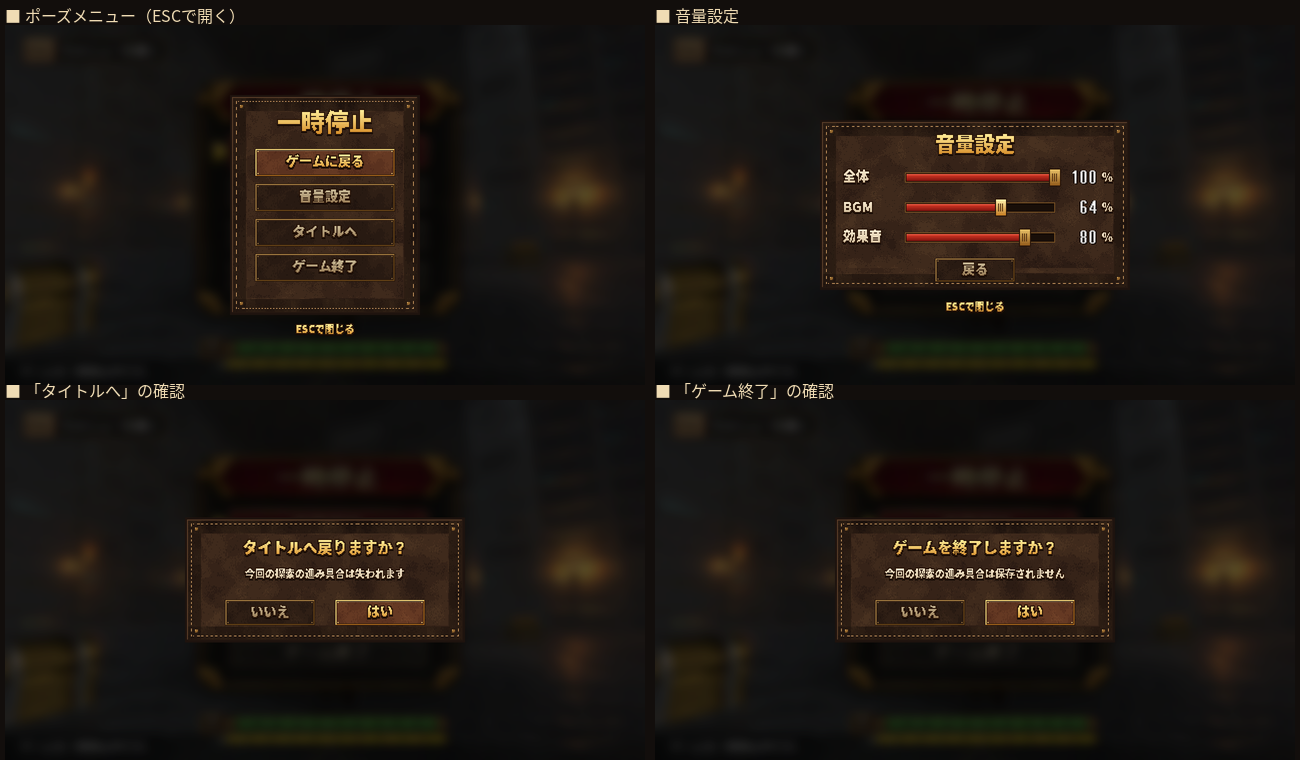 ■ ポーズメニュー（ESCで開く）
一時停止
ゲームに戻る
音量設定
タイトルへ
ゲーム終了
ESCで閉じる
■ 音量設定
音量設定
全体 100 %
BGM 64 %
効果音 80 %
戻る
ESCで閉じる
■ 「タイトルへ」の確認
タイトルへ戻りますか？
今回の探索の進み具合は失われます
いいえ はい
■ 「ゲーム終了」の確認
ゲームを終了しますか？
今回の探索の進み具合は保存されません
いいえ はい